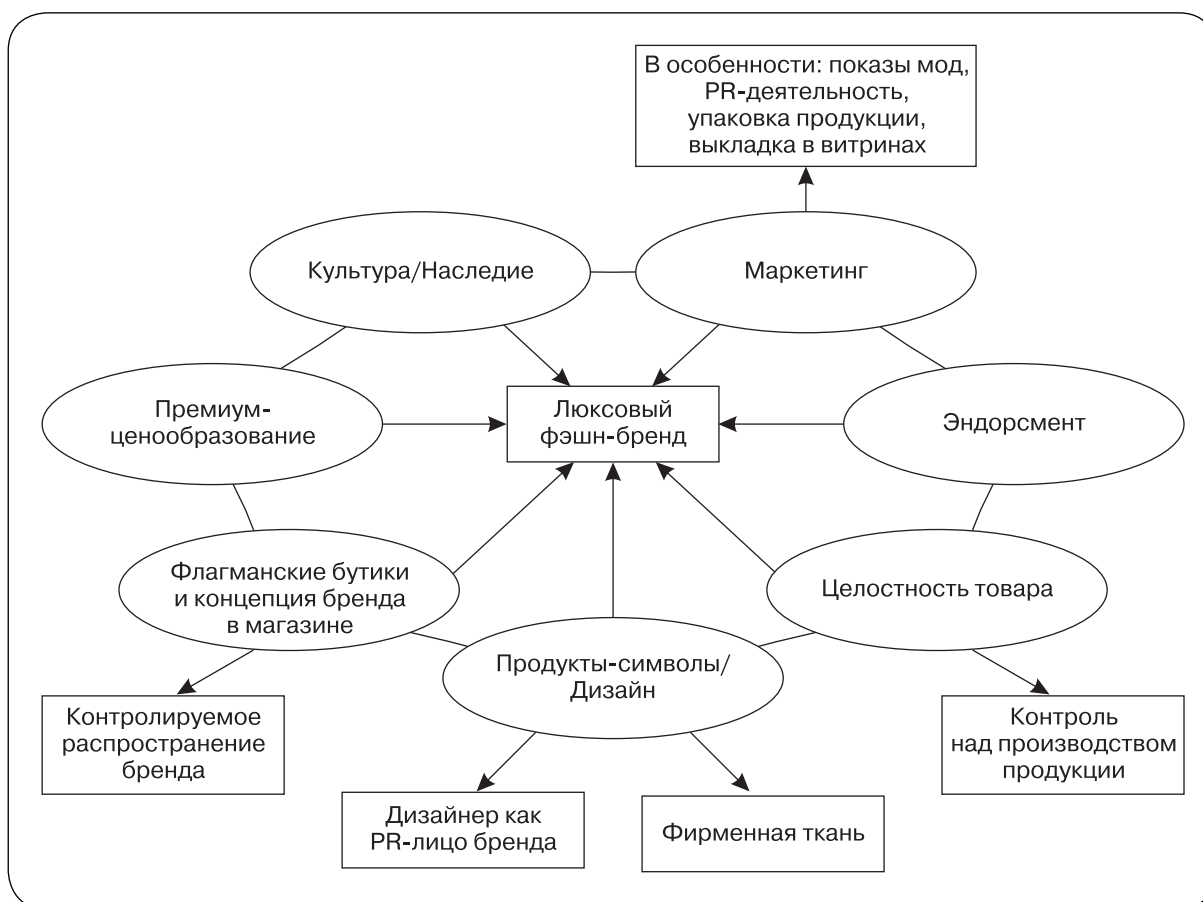 В особенности: показы мод,
PR-деятельность,
упаковка продукции,
выкладка в витринах
Культура/Наследие
Маркетинг
Премиум-
ценообразование
Люксовый
фэшн-бренд
Эндорсмент
Флагманские бутики
и концепция бренда
в магазине
Целостность товара
Продукты-символы/
Дизайн
Контролируемое
распространение
бренда
Контроль
над производством
продукции
Дизайнер как
PR-лицо бренда
Фирменная ткань